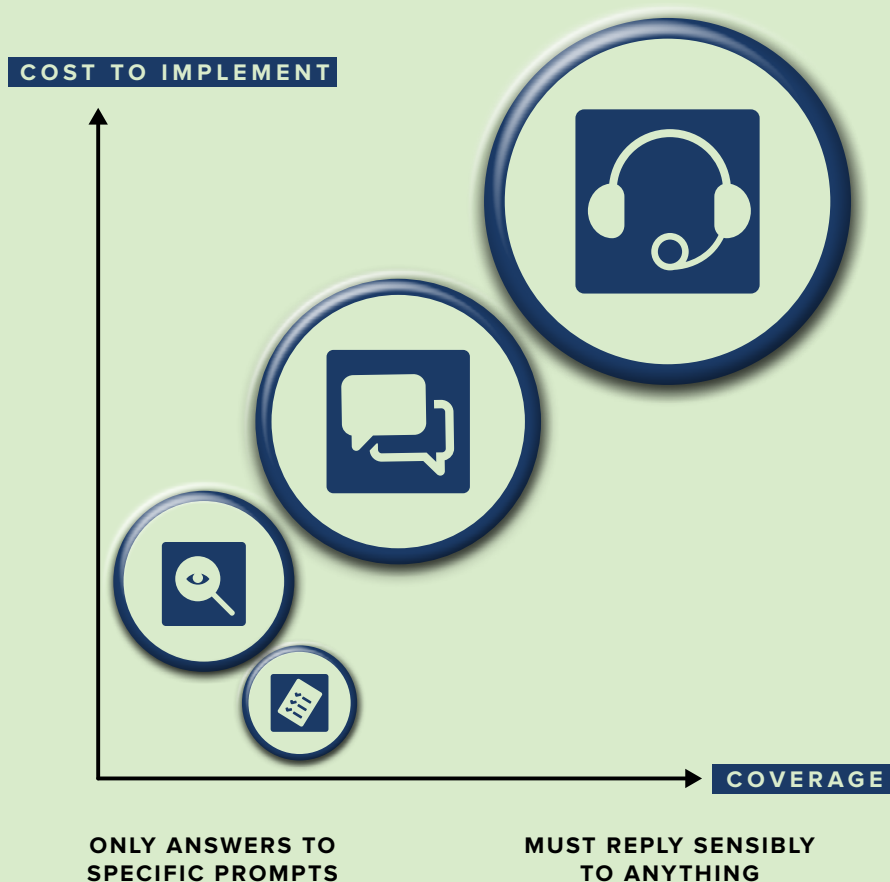 COST TO IMPLEMENT
COVERAGE
ONLY ANSWERS TO
SPECIFIC PROMPTS
MUST REPLY SENSIBLY
TO ANYTHING